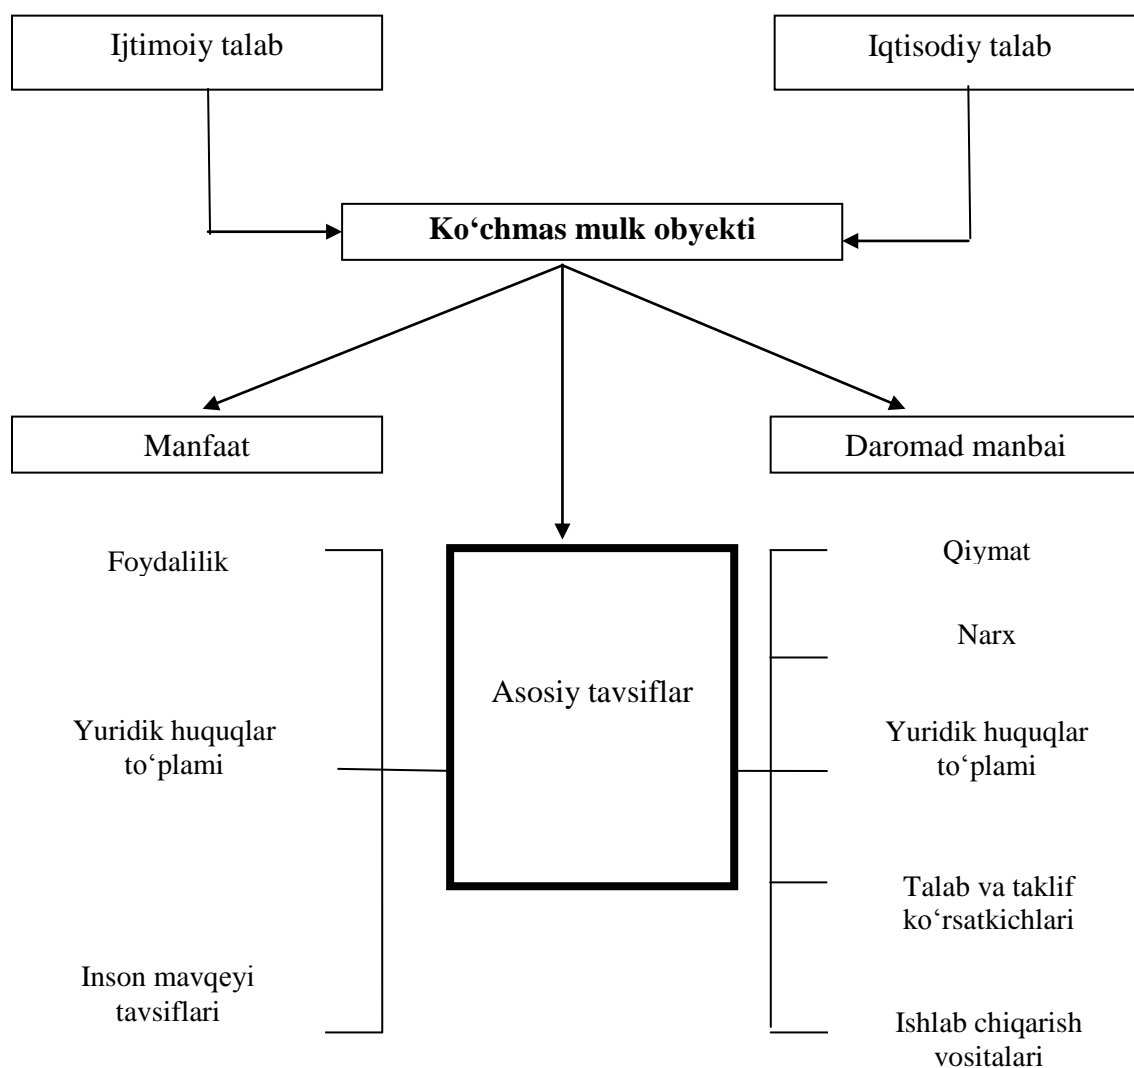 Ijtimoiy talab
Iqtisodiy talab
Ko‘chmas mulk obyekti
Manfaat
Daromad manbai
Foydalilik
Qiymat
Narx
Asosiy tavsiflar
Yuridik huquqlar
to‘plami
Yuridik huquqlar
to‘plami
Talab va taklif
ko‘rsatkichlari
Inson mavqeyi
tavsiflari
Ishlab chiqarish
vositalari